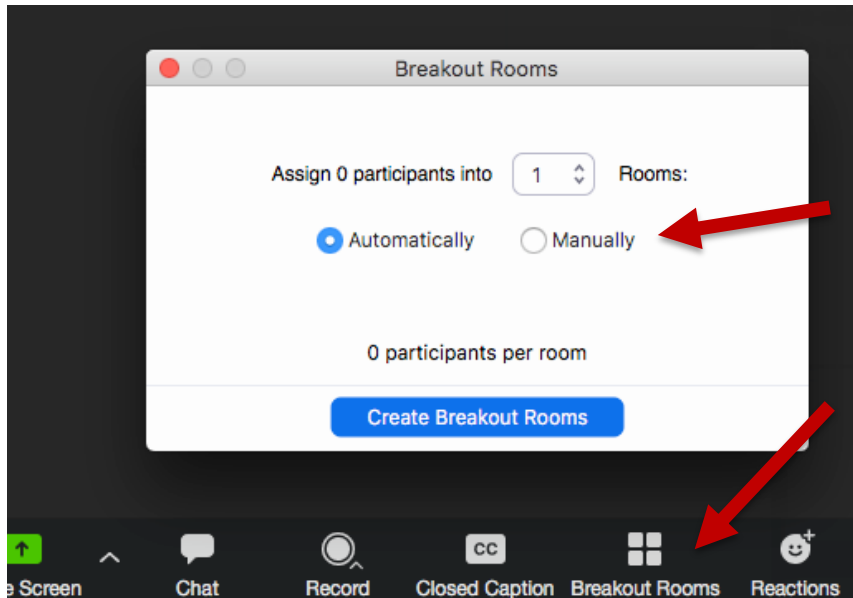 Breakout Rooms
Assign 0 participants into 1 Rooms:
Automatically Manually
0 participants per room
Create Breakout Rooms
CC
e Screen Chat Record Closed Caption Breakout Rooms Reactions